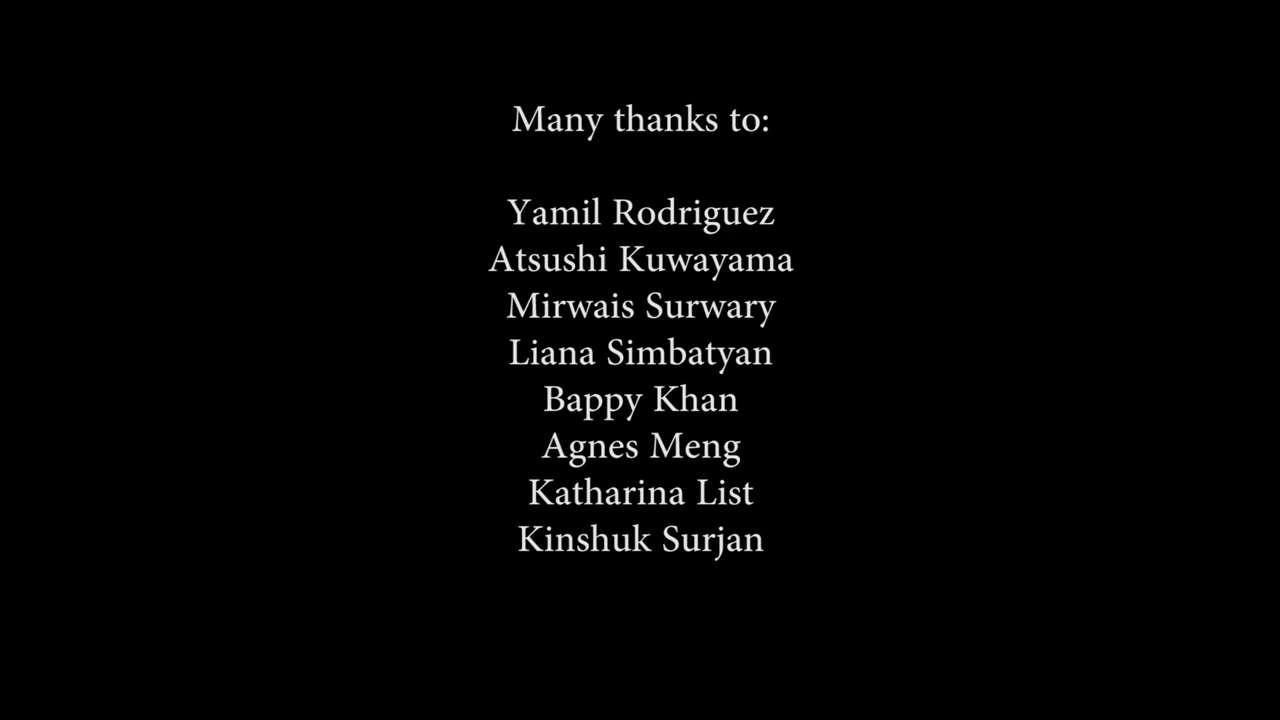 Many thanks to:
Yamil Rodriguez
Atsushi Kuwayama
Mirwais Surwary
Liana Simbatyan
Bappy Khan
Agnes Meng
Katharina List
Kinshuk Surjan